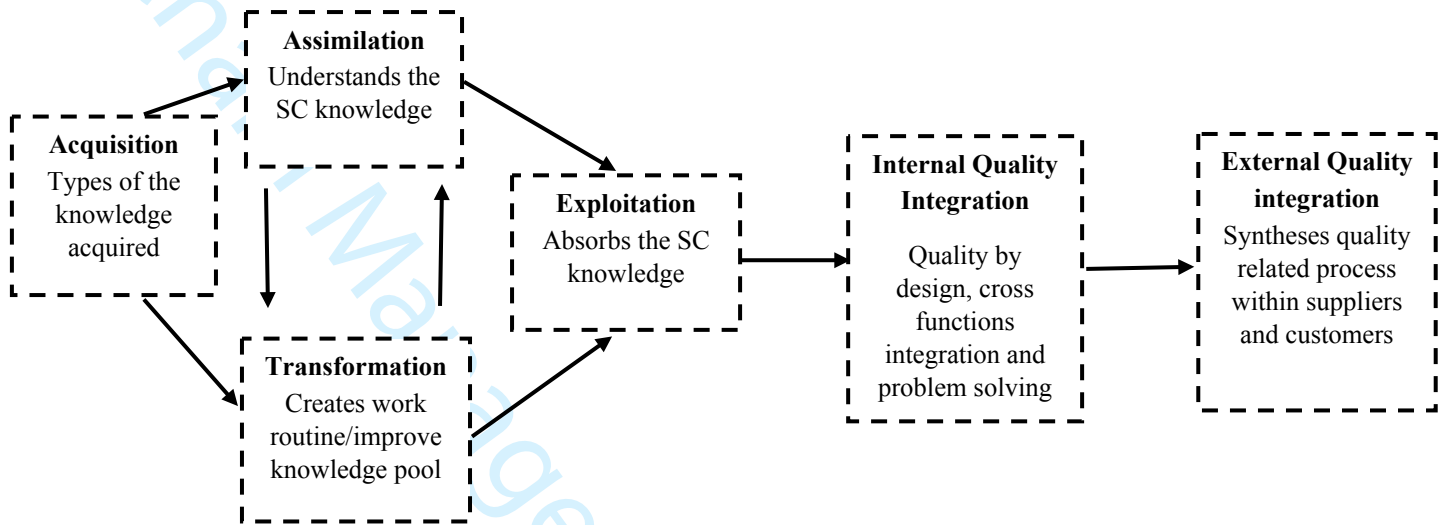 Acquisition
Types of the
knowledge
acquired
Assimilation
Understands the
SC knowledge
Transformation
Creates work
routine/improve
knowledge pool
Exploitation
Absorbs the SC
knowledge
Internal Quality
Integration
Quality by
design, cross
functions
integration and
problem solving
External Quality
integration
Syntheses quality
related process
within suppliers
and customers